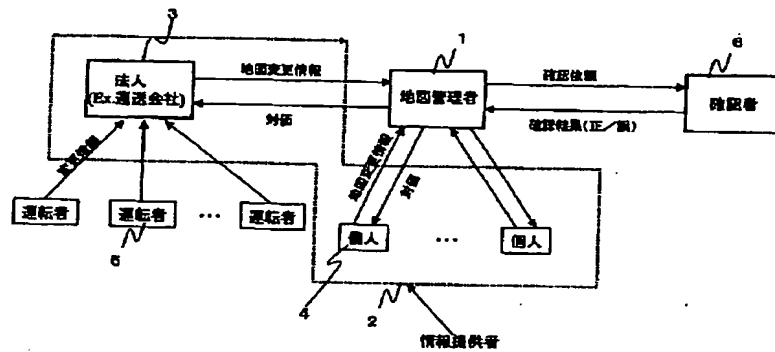 3
1
6
法人
(Ex.運送会社)
地図変更情報
対価
地図管理者
確認依頼
確認結果(正/誤)
確認者
変更情報
地図変更情報
対価
運転者
運転者
…
運転者
5
個人
…
個人
4
2
情報提供者